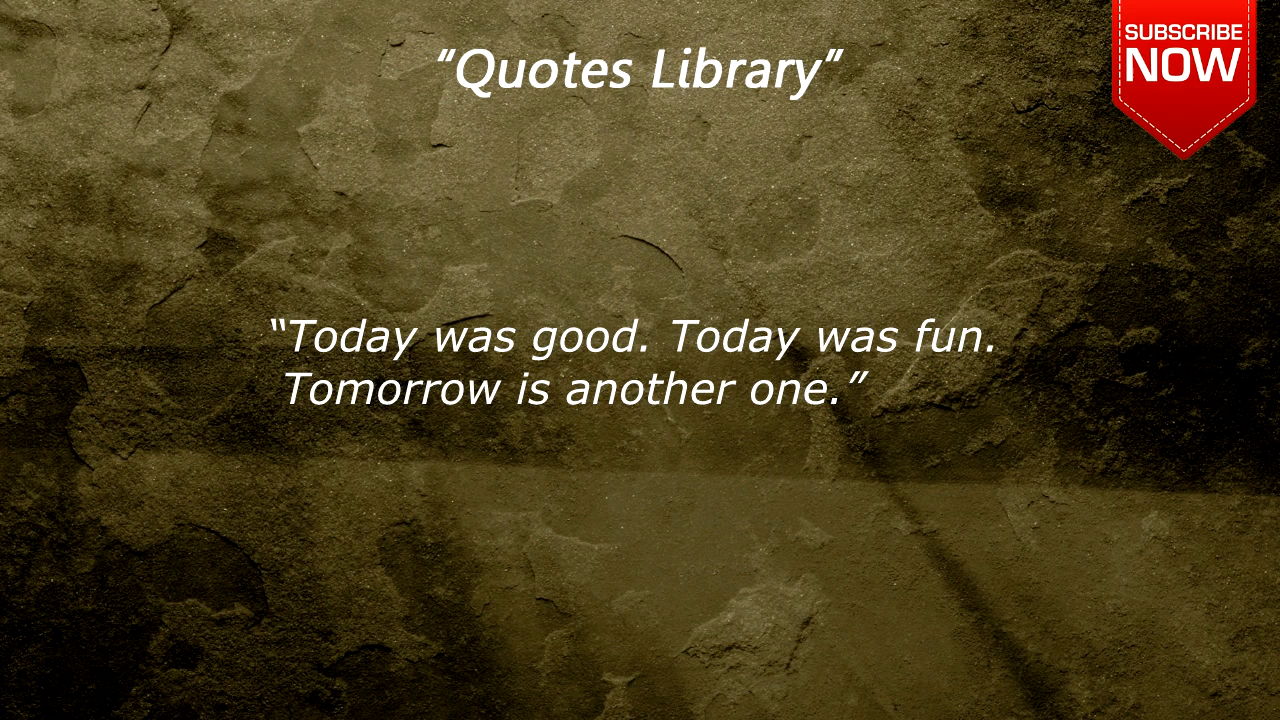 “Quotes Library”
SUBSCRIBE
NOW
“Today was good. Today was fun.
Tomorrow is another one.”